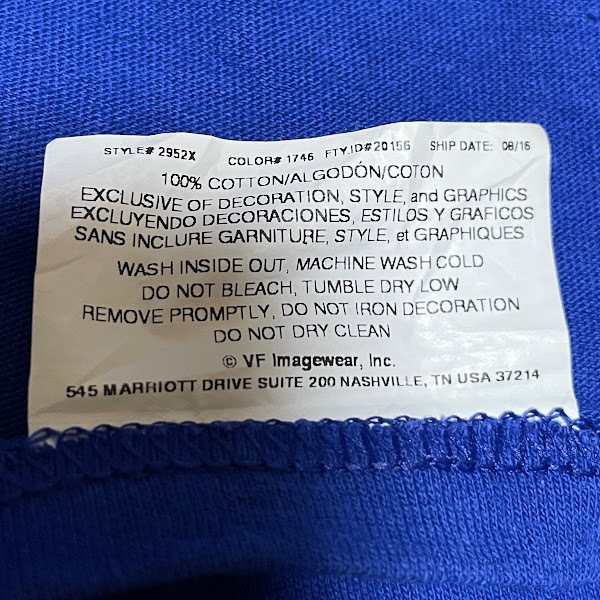 STYLE# 2952X COLOR# 1746 FTY.ID#20156 SHIP DATE: 08/16
100% COTTON/ALGODÓN/COTON
EXCLUSIVE OF DECORATION, STYLE, and GRAPHICS
EXCLUYENDO DECORACIONES, ESTILOS Y GRAFICOS
SANS INCLURE GARNITURE, STYLE, et GRAPHIQUES
WASH INSIDE OUT, MACHINE WASH COLD
DO NOT BLEACH, TUMBLE DRY LOW
REMOVE PROMPTLY, DO NOT IRON DECORATION
DO NOT DRY CLEAN
© VF Imagewear, Inc.
545 MARRIOTT DRIVE SUITE 200 NASHVILLE, TN USA 37214